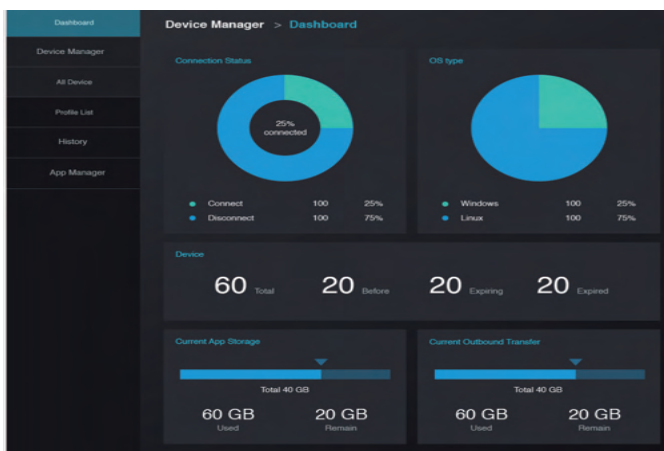 Dashboard
Device Manager > Dashboard
Device Manager
All Device
Profile List
History
App Manager
Connection Status
25%
connected
Connect 100 25%
Disconnect 100 75%
OS type
Windows 100 25%
Linux 100 75%
Device
60 Total 20 Before 20 Expiring 20 Expired
Current App Storage
Total 40 GB
60 GB 20 GB
Used Remain
Current Outbound Transfer
Total 40 GB
60 GB 20 GB
Used Remain